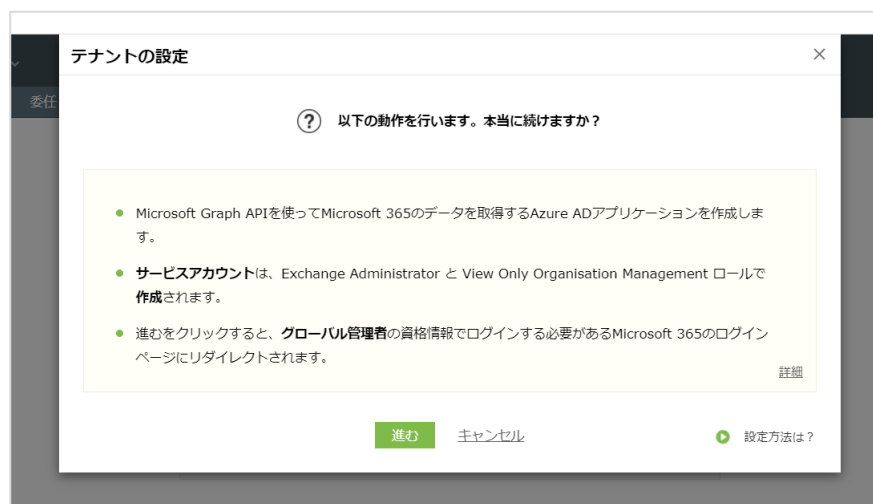 テナントの設定
委任
以下の動作を行います。本当に続けますか？
Microsoft Graph APIを使ってMicrosoft 365のデータを取得するAzure ADアプリケーションを作成しま
す。
サービスアカウントは、Exchange Administrator と View Only Organisation Management ロールで
作成されます。
進むをクリックすると、グローバル管理者の資格情報でログインする必要があるMicrosoft 365のログイン
ページにリダイレクトされます。
詳細
進む キャンセル 設定方法は？